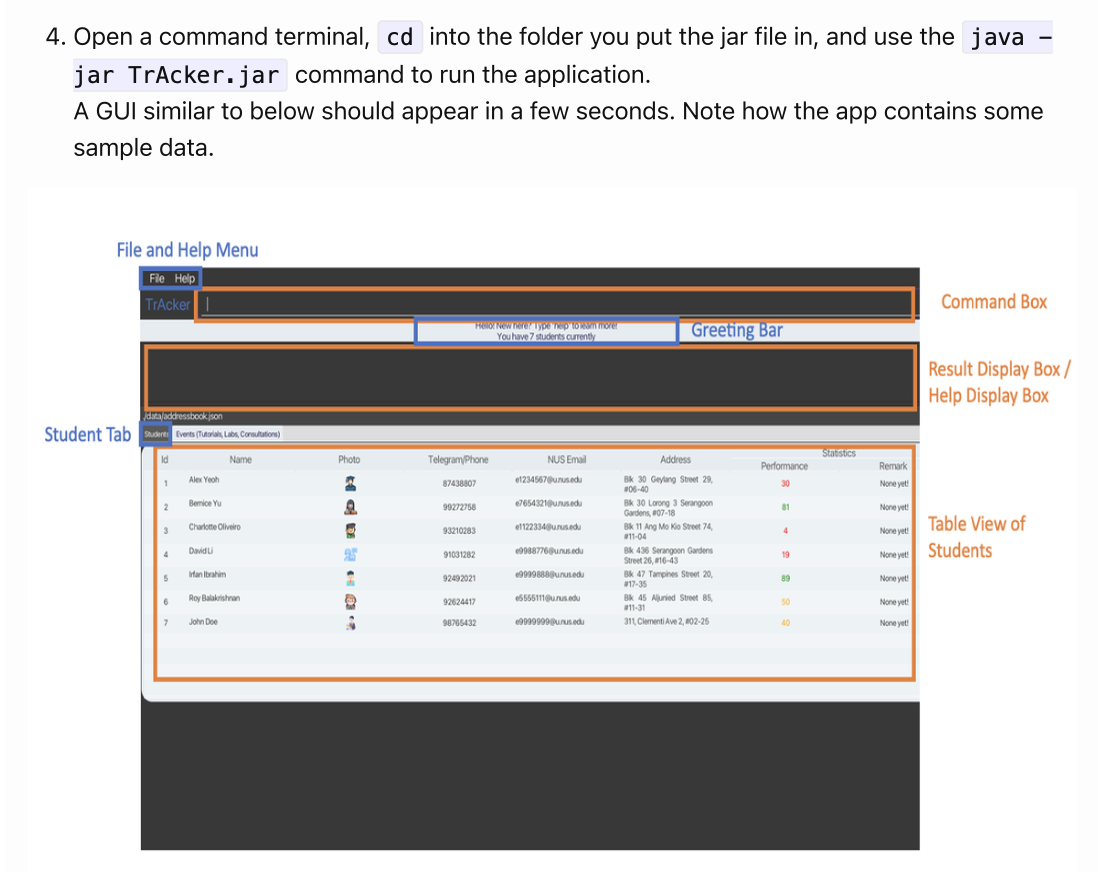 4. Open a command terminal, cd into the folder you put the jar file in, and use the java -
jar TrAcker.jar command to run the application.
A GUI similar to below should appear in a few seconds. Note how the app contains some
sample data.
File and Help Menu
File Help
TrAcker
Command Box
Hello! New here? Type 'help' to learn more!
You have 7 students currently
Greeting Bar
Result Display Box /
Help Display Box
/data/addressbook.json
Student Tab
Students Events (Tutorials, Labs, Consultations)
Id Name Photo Telegram/Phone NUS Email Address Statistics
Performance Remark
1 Alex Yeoh 87438807 e1234567@u.nus.edu Blk 30 Geylang Street 29, 30 None yet!
#06-40
2 Bernice Yu 99272758 e7654321@u.nus.edu Blk 30 Lorong 3 Serangoon 81 None yet!
Gardens, #07-18
3 Charlotte Oliveiro 93210283 e1122334@u.nus.edu Blk 11 Ang Mo Kio Street 74, 4 None yet!
#11-04
4 David Li 91031282 e9988776@u.nus.edu Blk 436 Serangoon Gardens 19 None yet!
Street 26, #16-43
5 Irfan Ibrahim 92492021 e9999888@u.nus.edu Blk 47 Tampines Street 20, 89 None yet!
#17-35
6 Roy Balakrishnan 92624417 e5555111@u.nus.edu Blk 45 Aljunied Street 85, 50 None yet!
#11-31
7 John Doe 98765432 e9999999@u.nus.edu 311, Clementi Ave 2, #02-25 40 None yet!
Table View of
Students